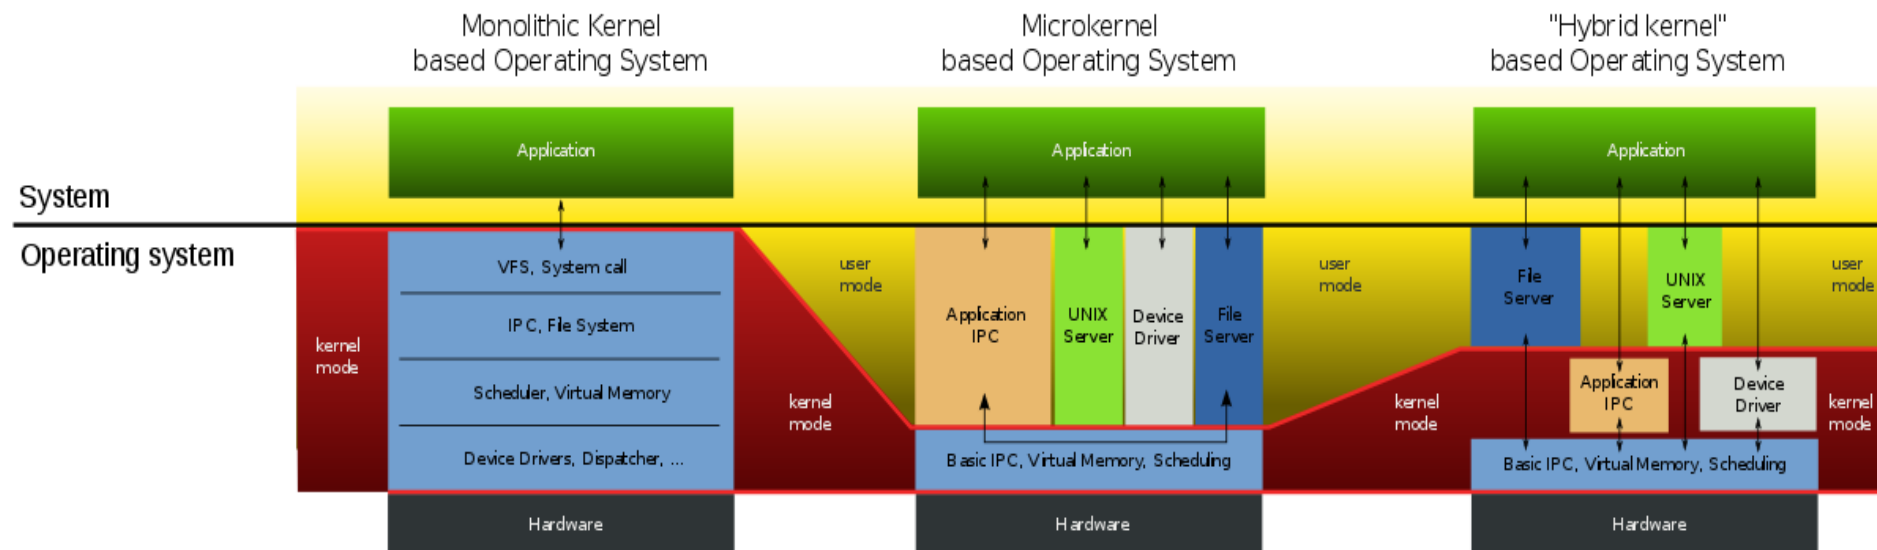 Monolithic Kernel
based Operating System
Microkernel
based Operating System
"Hybrid kernel"
based Operating System
Application
Application
Application
System
Operating system
VFS, System call
IPC, File System
Scheduler, Virtual Memory
Device Drivers, Dispatcher, ...
kernel
mode
user
mode
kernel
mode
Application
IPC
UNIX
Server
Device
Driver
File
Server
Basic IPC, Virtual Memory, Scheduling
user
mode
kernel
mode
File
Server
UNIX
Server
user
mode
Application
IPC
Device
Driver
kernel
mode
Basic IPC, Virtual Memory, Scheduling
Hardware
Hardware
Hardware